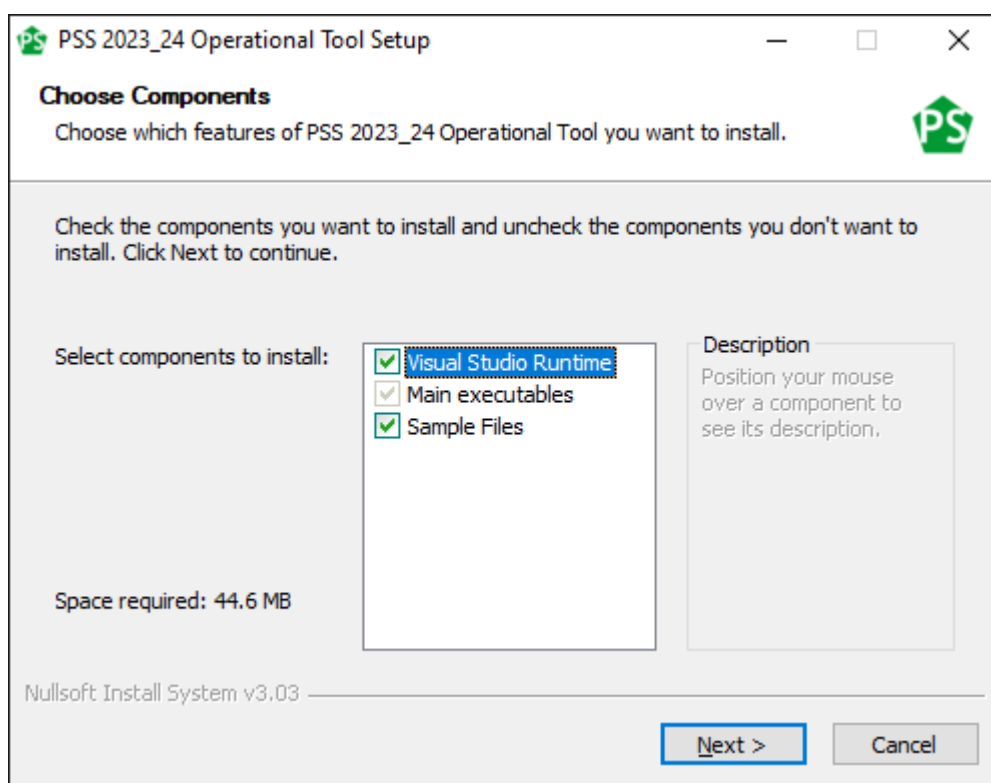 PS PSS 2023_24 Operational Tool Setup
Choose Components
Choose which features of PSS 2023_24 Operational Tool you want to install.
PS
Check the components you want to install and uncheck the components you don't want to
install. Click Next to continue.
Select components to install:
Visual Studio Runtime
Main executables
Sample Files
Description
Position your mouse
over a component to
see its description.
Space required: 44.6 MB
Nullsoft Install System v3.03
Next >
Cancel